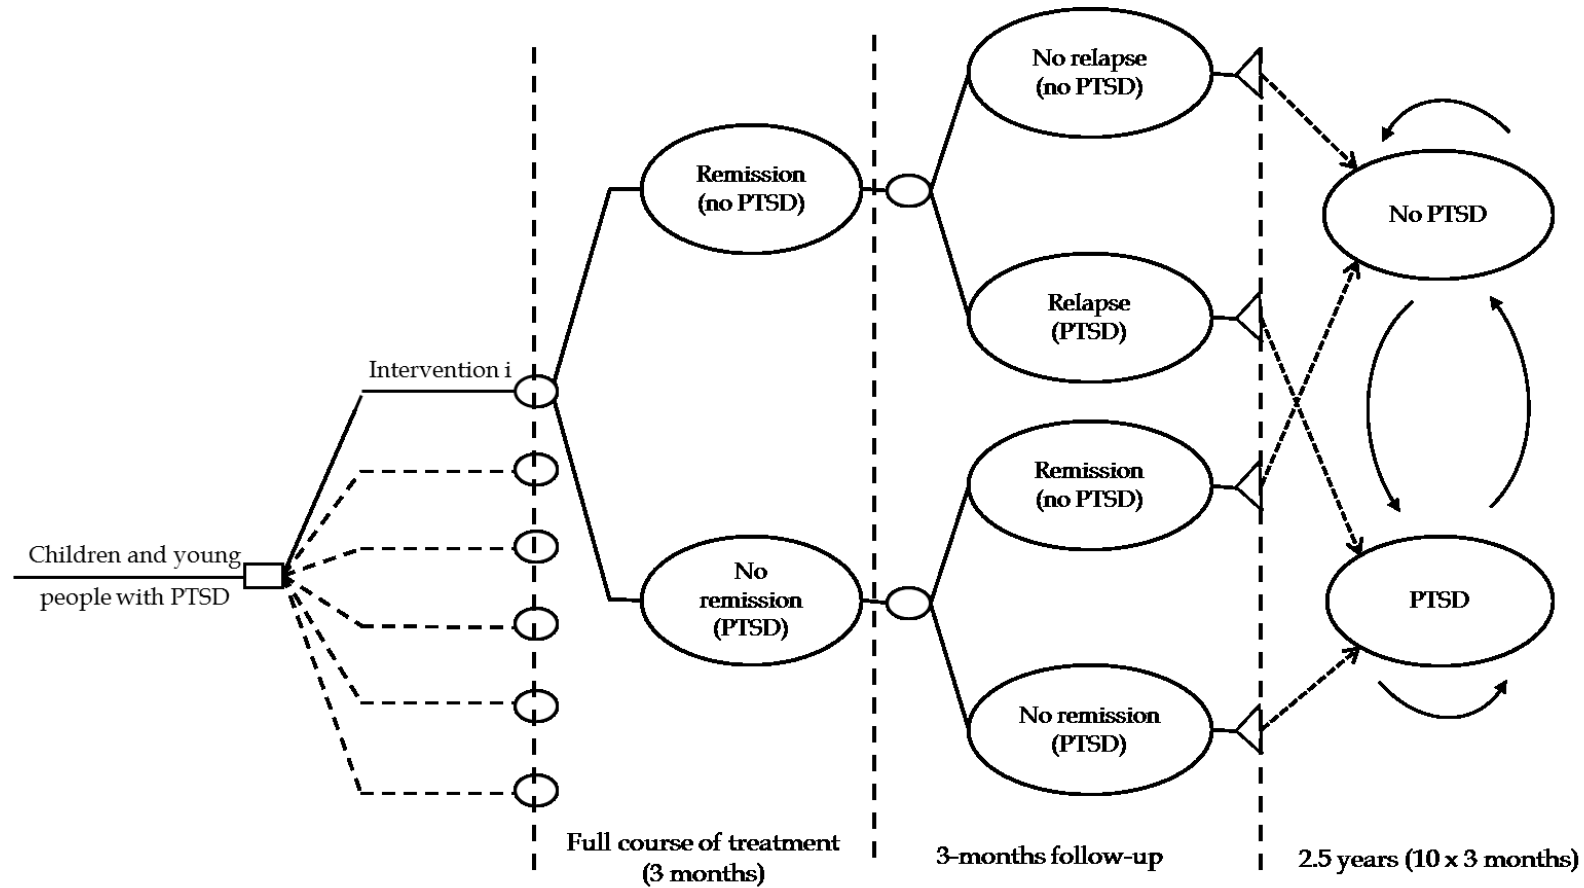 Children and young
people with PTSD
Intervention i
Remission
(no PTSD)
No
remission
(PTSD)
Full course of treatment
(3 months)
No relapse
(no PTSD)
Relapse
(PTSD)
Remission
(no PTSD)
No remission
(PTSD)
3-months follow-up
No PTSD
PTSD
2.5 years (10 x 3 months)